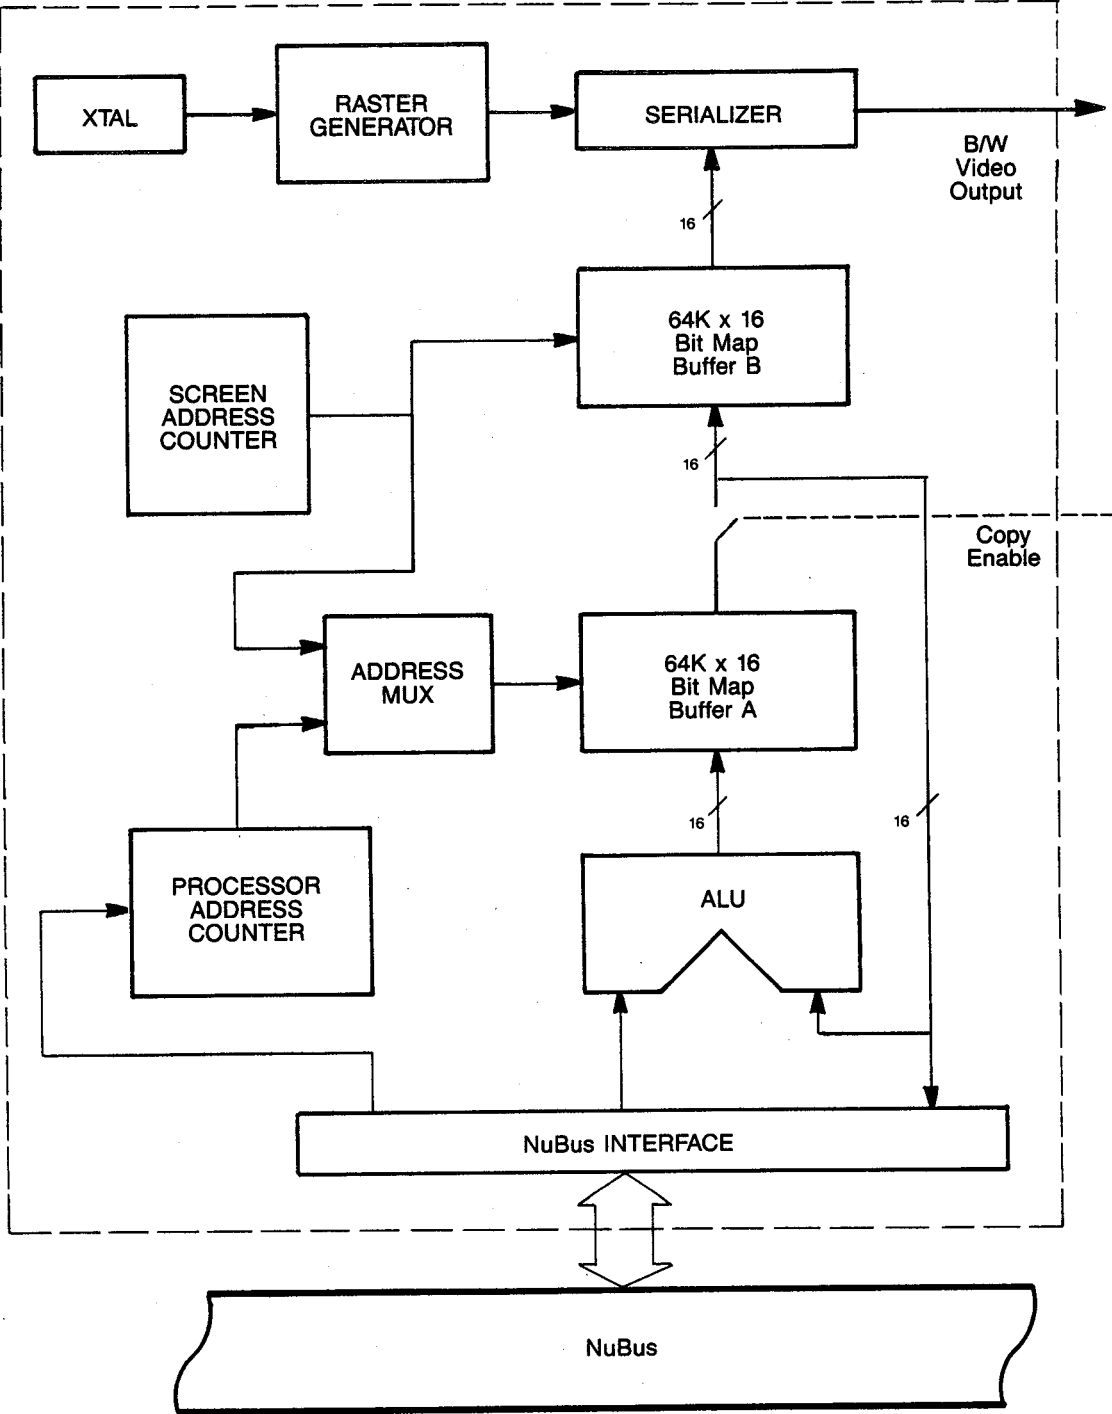 XTAL
RASTER
GENERATOR
SERIALIZER
B/W
Video
Output
16
64K x 16
Bit Map
Buffer B
SCREEN
ADDRESS
COUNTER
16
Copy
Enable
ADDRESS
MUX
64K x 16
Bit Map
Buffer A
16
16
PROCESSOR
ADDRESS
COUNTER
ALU
NuBus INTERFACE
NuBus